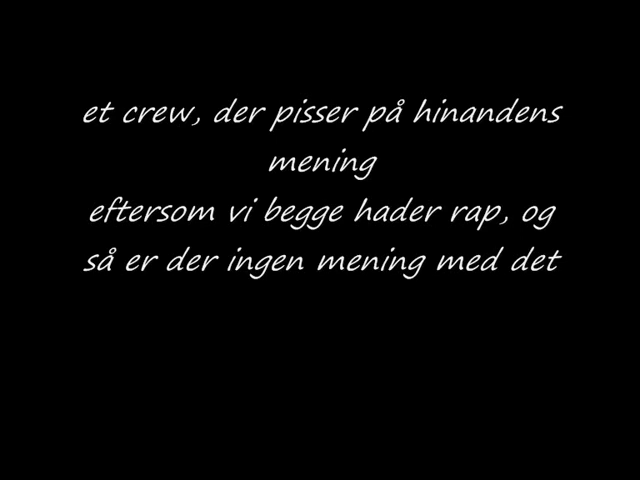 et crew, der pisser på hinandens
mening
eftersom vi begge hader rap, og
så er der ingen mening med det